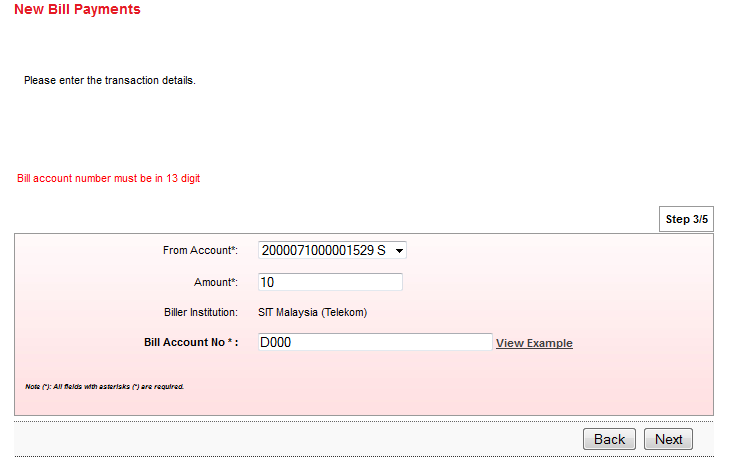 New Bill Payments
Please enter the transaction details.
Bill account number must be in 13 digit
Step 3/5
From Account*: 2000071000001529 S
Amount*: 10
Biller Institution: SIT Malaysia (Telekom)
Bill Account No * : D000 View Example
Note (*): All fields with asterisks (*) are required.
Back Next